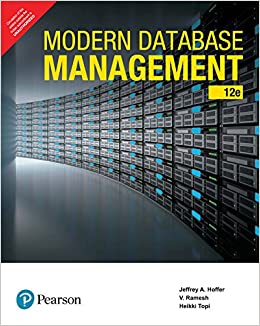 MODERN DATABASE
MANAGEMENT
12e
Jeffrey A. Hoffer
V. Ramesh
Heikki Topi
Pearson